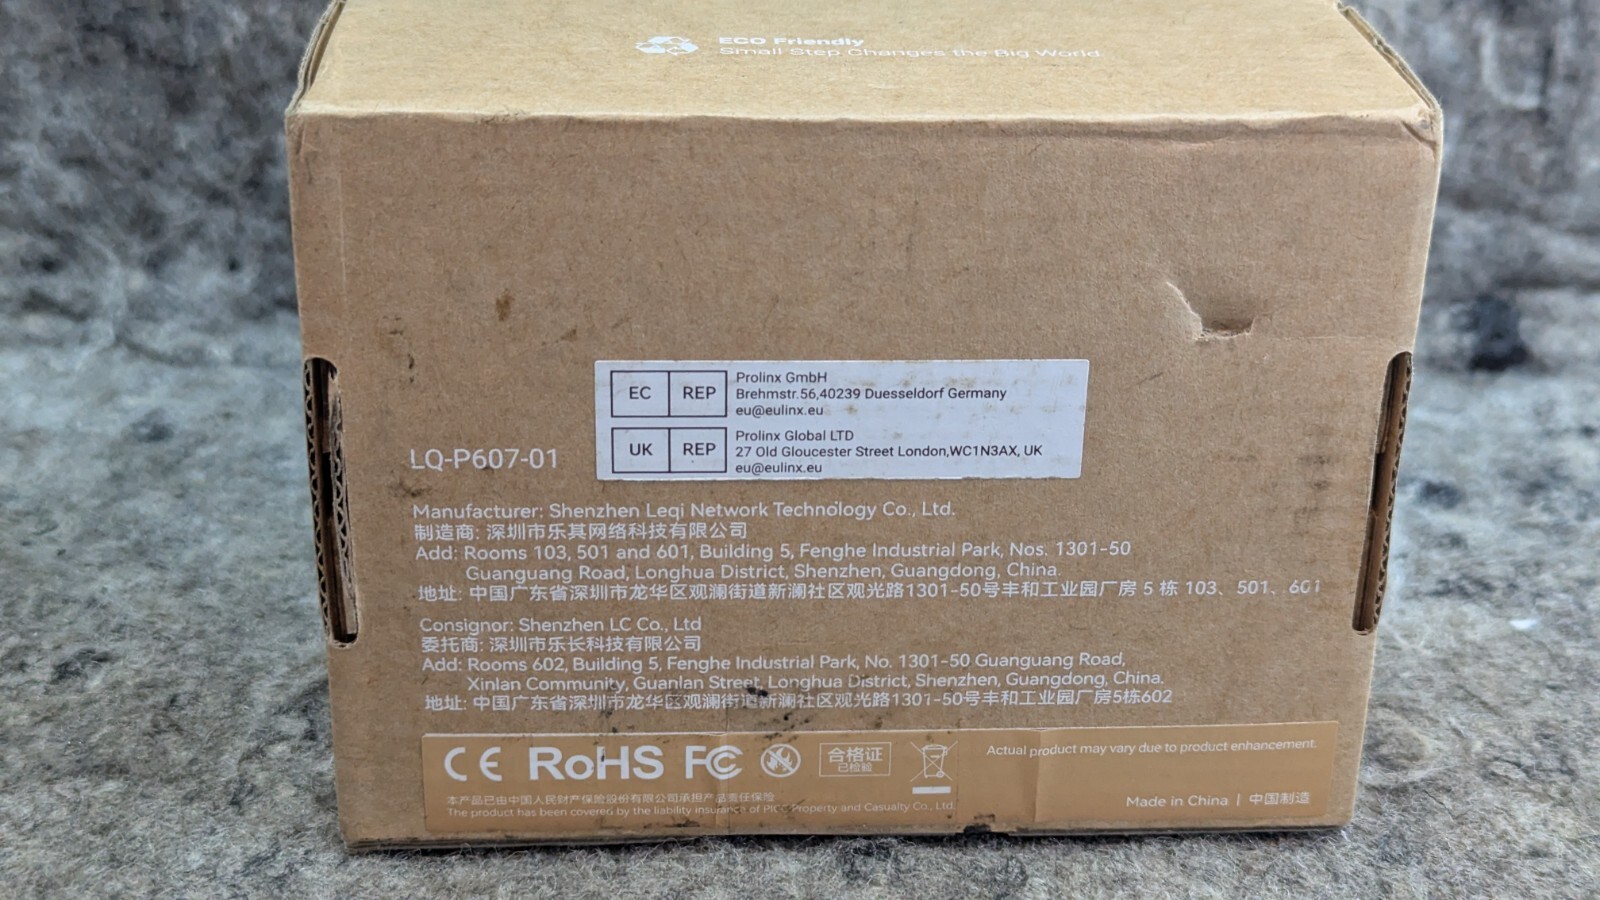 ECO Friendly
Small Step Changes the Big World.
EC REP
Prolinx GmbH
Brehmstr.56,40239 Duesseldorf Germany
eu@eulinx.eu
UK REP
Prolinx Global LTD
27 Old Gloucester Street London,WC1N3AX, UK
eu@eulinx.eu
LQ-P607-01
Manufacturer: Shenzhen Leqi Network Technology Co., Ltd.
制造商: 深圳市乐其网络科技有限公司
Add: Rooms 103, 501 and 601, Building 5, Fenghe Industrial Park, Nos. 1301-50
Guanguang Road, Longhua District, Shenzhen, Guangdong, China.
地址: 中国广东省深圳市龙华区观澜街道新澜社区观光路1301-50号丰和工业园厂房 5 栋 103、501、601
Consignor: Shenzhen LC Co., Ltd
委托商: 深圳市乐长科技有限公司
Add: Rooms 602, Building 5, Fenghe Industrial Park, No. 1301-50 Guanguang Road,
Xinlan Community, Guanlan Street, Longhua District, Shenzhen, Guangdong, China.
地址: 中国广东省深圳市龙华区观澜街道新澜社区观光路1301-50号丰和工业园厂房5栋602
CE RoHS FC
合格证
已检验
Actual product may vary due to product enhancement.
本产品已由中国人民财产保险股份有限公司承担产品责任保险
The product has been covered by the liability insurance of PICC Property and Casualty Co., Ltd.
Made in China | 中国制造